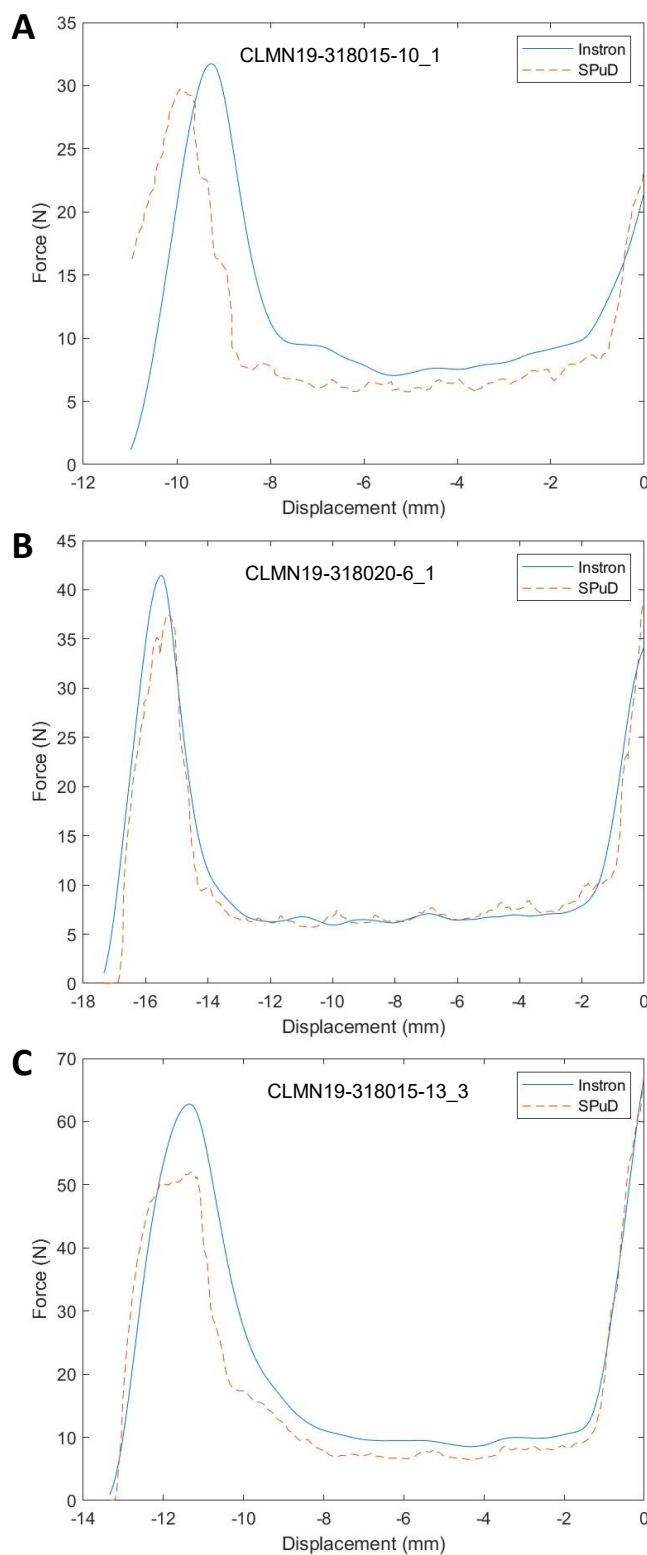 A
CLMN19-318015-10_1
Instron
SPuD
35
30
25
20
15
10
5
0
Force (N)
-12 -10 -8 -6 -4 -2 0
Displacement (mm)
B
CLMN19-318020-6_1
Instron
SPuD
45
40
35
30
25
20
15
10
5
0
Force (N)
-18 -16 -14 -12 -10 -8 -6 -4 -2 0
Displacement (mm)
C
CLMN19-318015-13_3
Instron
SPuD
70
60
50
40
30
20
10
0
Force (N)
-14 -12 -10 -8 -6 -4 -2 0
Displacement (mm)